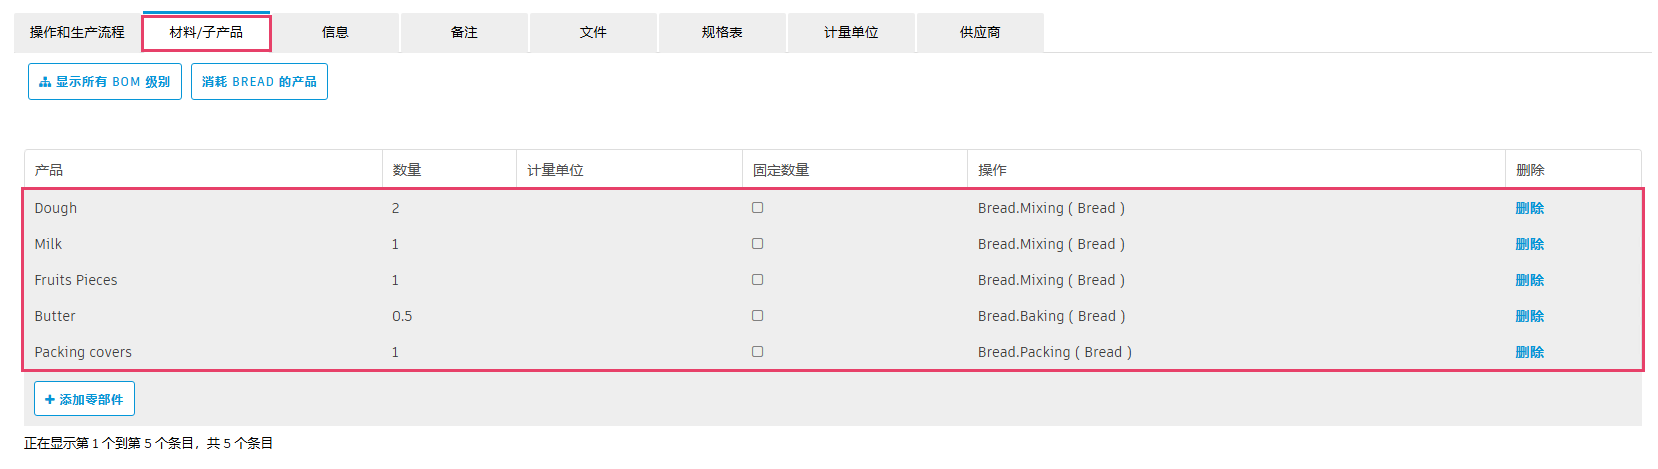 操作和生产流程 材料/子产品 信息 备注 文件 规格表 计量单位 供应商
显示所有 BOM 级别 消耗 BREAD 的产品
产品 数量 计量单位 固定数量 操作 删除
Dough 2 Bread.Mixing ( Bread ) 删除
Milk 1 Bread.Mixing ( Bread ) 删除
Fruits Pieces 1 Bread.Mixing ( Bread ) 删除
Butter 0.5 Bread.Baking ( Bread ) 删除
Packing covers 1 Bread.Packing ( Bread ) 删除
+ 添加零部件
正在显示第 1 个到第 5 个条目，共 5 个条目